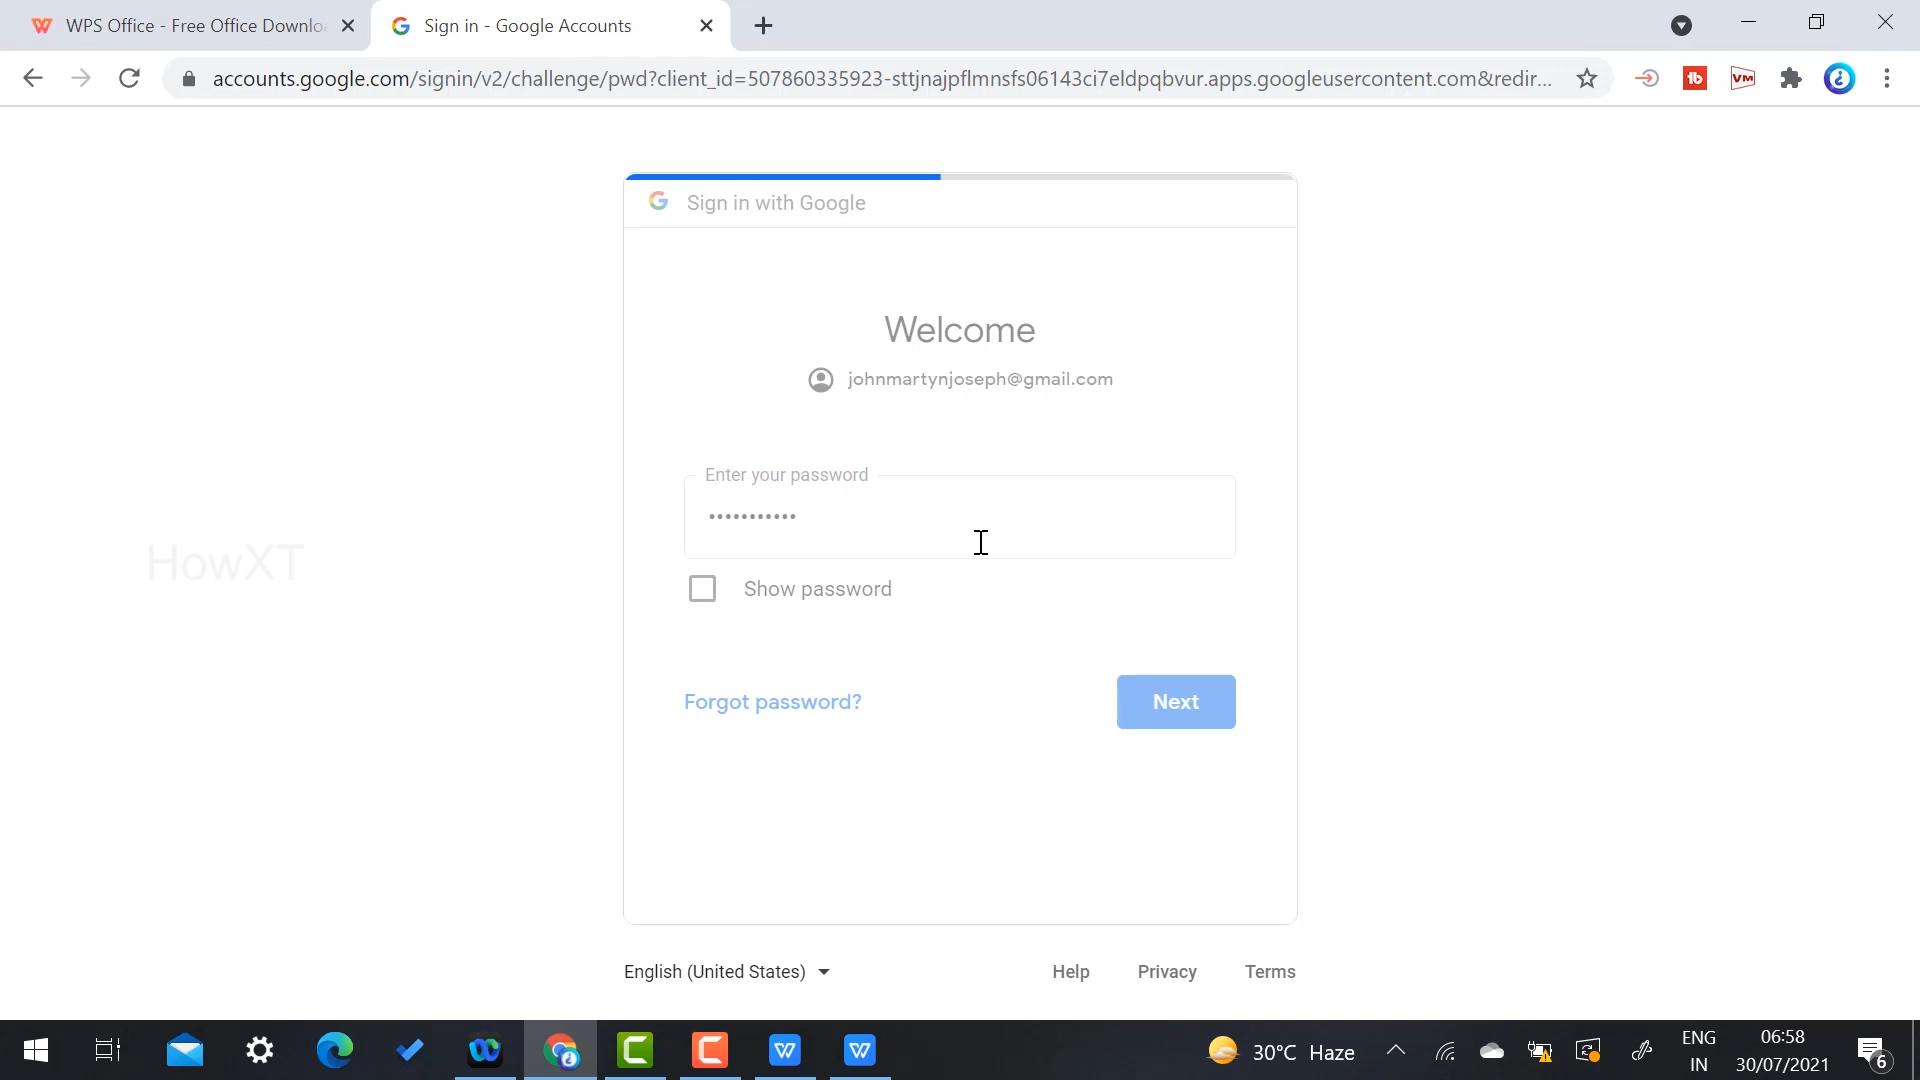 WPS Office - Free Office Downlo
Sign in - Google Accounts
accounts.google.com/signin/v2/challenge/pwd?client_id=507860335923-sttjnajpflmnsfs06143ci7eldpqbvur.apps.googleusercontent.com&redir...
tb
VM
Sign in with Google
Welcome
johnmartynjoseph@gmail.com
Enter your password
•••••••••••
HowXT
Show password
Forgot password?
Next
English (United States)
Help
Privacy
Terms
30°C Haze
ENG
IN
06:58
30/07/2021
6